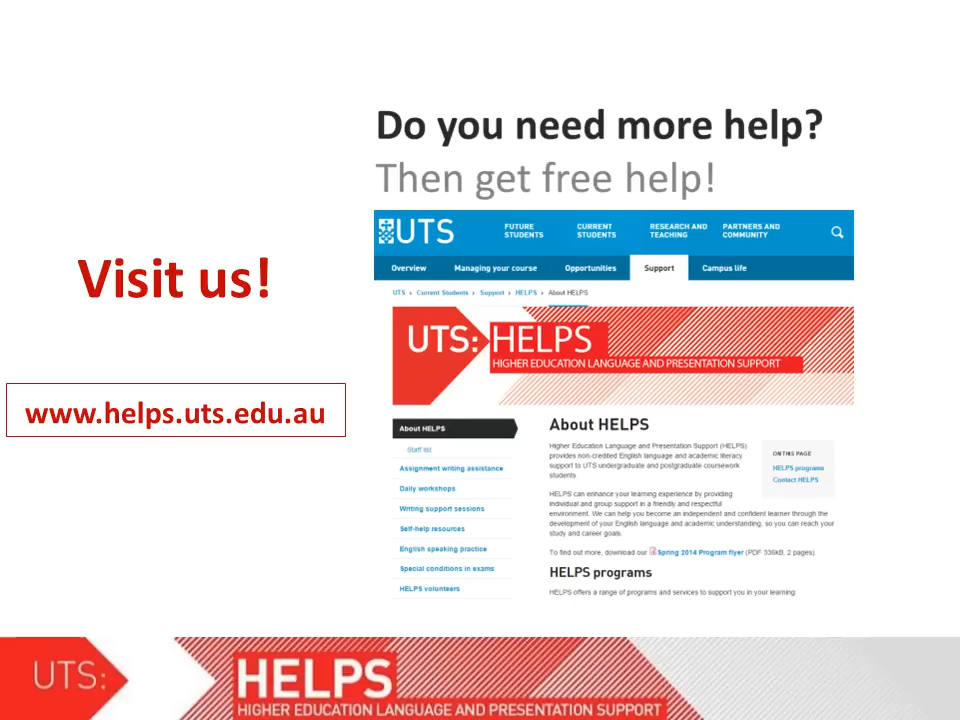 Do you need more help?
Then get free help!
Visit us!
www.helps.uts.edu.au
UTS
FUTURE STUDENTS
CURRENT STUDENTS
RESEARCH AND TEACHING
PARTNERS AND COMMUNITY
Overview Managing your course Opportunities Support Campus life
UTS › Current Students › Support › HELPS › About HELPS
UTS: HELPS
HIGHER EDUCATION LANGUAGE AND PRESENTATION SUPPORT
About HELPS
Staff list
Assignment writing assistance
Daily workshops
Writing support sessions
Self-help resources
English speaking practice
Special conditions in exams
HELPS volunteers
About HELPS
Higher Education Language and Presentation Support (HELPS)
provides non-credited English language and academic literacy
support to UTS undergraduate and postgraduate coursework
students
HELPS can enhance your learning experience by providing
individual and group support in a friendly and respectful
environment. We can help you become an independent and confident learner through the
development of your English language and academic understanding, so you can reach your
study and career goals.
To find out more, download our Spring 2014 Program flyer (PDF 336kB, 2 pages).
HELPS programs
HELPS offers a range of programs and services to support you in your learning
ON THIS PAGE
HELPS programs
Contact HELPS
UTS:
HELPS
HIGHER EDUCATION LANGUAGE AND PRESENTATION SUPPORT